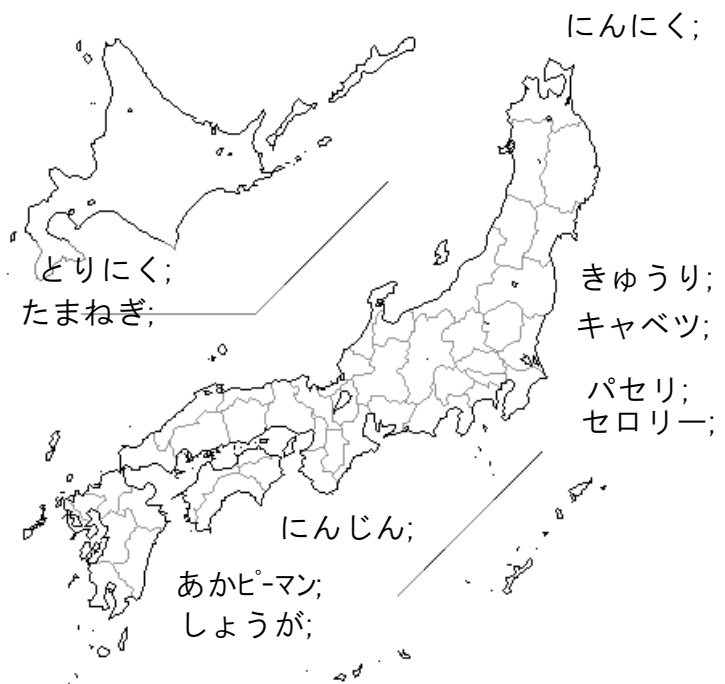 にんにく;
とりにく;
たまねぎ;
きゅうり;
キャベツ;
パセリ;
セロリー;
にんじん;
あかピｰマン;
しょうが;